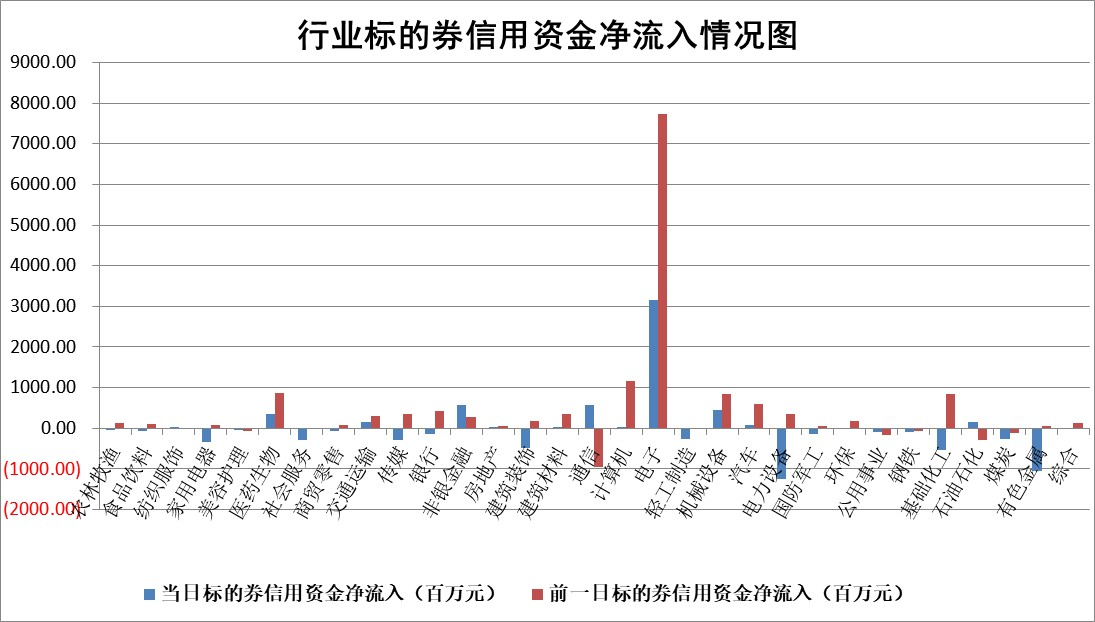 行业标的券信用资金净流入情况图
9000.00
8000.00
7000.00
6000.00
5000.00
4000.00
3000.00
2000.00
1000.00
0.00
(1000.00)
(2000.00)
农林牧渔
食品饮料
纺织服饰
家用电器
美容护理
医药生物
社会服务
商贸零售
交通运输
传媒
银行
非银金融
房地产
建筑装饰
建筑材料
通信
计算机
电子
轻工制造
机械设备
汽车
电力设备
国防军工
环保
公用事业
钢铁
基础化工
石油石化
煤炭
有色金属
综合
当日标的券信用资金净流入（百万元）
前一日标的券信用资金净流入（百万元）